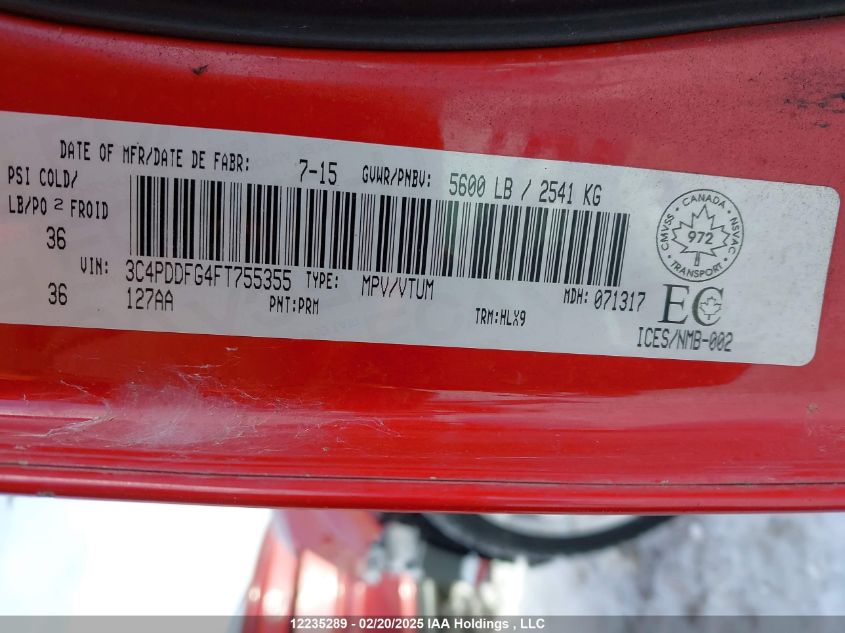 DATE OF MFR/DATE DE FABR: 7-15 GVWR/PNBV: 5600 LB / 2541 KG
PSI COLD/
LB/PO 2 FROID
36
36
VIN: 3C4PDDFG4FT755355 TYPE: MPV/VTUM MDH: 071317
127AA PNT:PRM TRM:HLX9
CANADA
CMVSS NSVAC
972
TRANSPORT
EC
ICES/NMB-002
12235289 - 02/20/2025 IAA Holdings , LLC